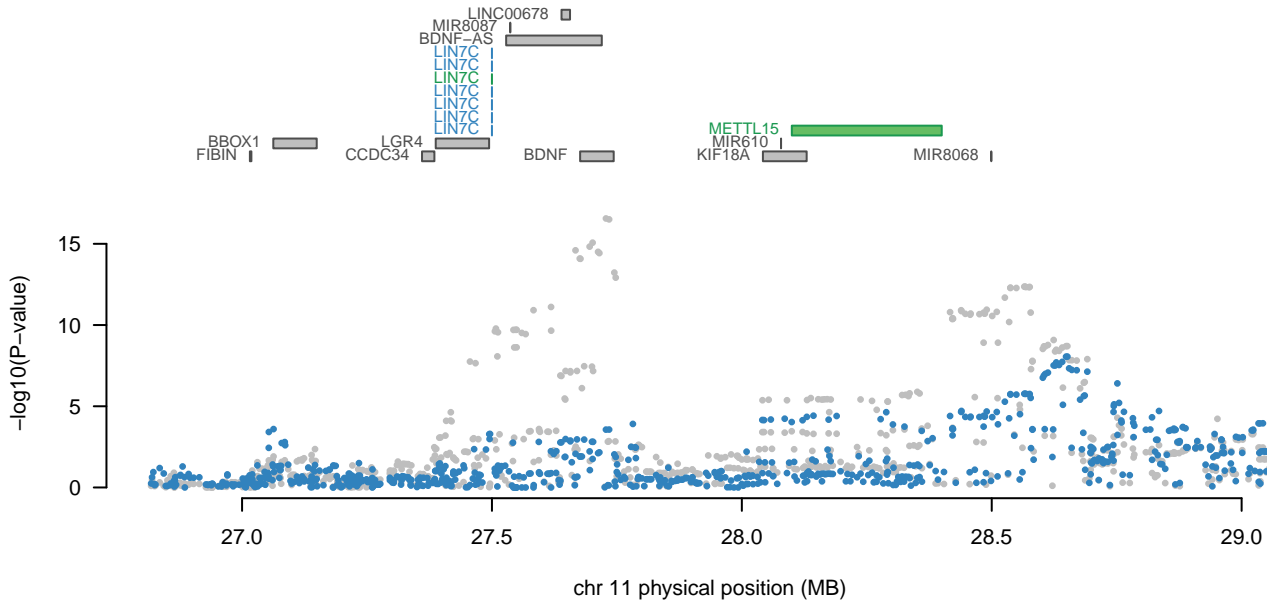 LINC00678
MIR8087
BDNF−AS
LIN7C
LIN7C
LIN7C
LIN7C
LIN7C
LIN7C
LIN7C
METTL15
BBOX1 LGR4 MIR610
FIBIN CCDC34 BDNF KIF18A MIR8068
15
10
5
0
−log10(P−value)
27.0 27.5 28.0 28.5 29.0
chr 11 physical position (MB)